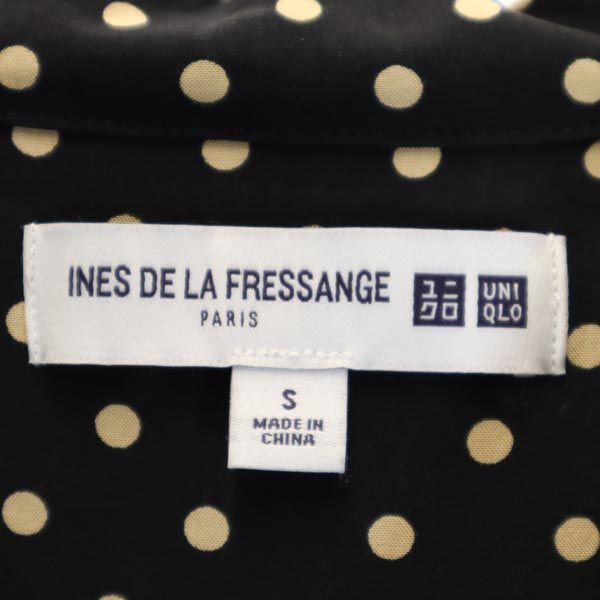 INES DE LA FRESSANGE
PARIS
ユニ
クロ
UNI
QLO
S
MADE IN
CHINA